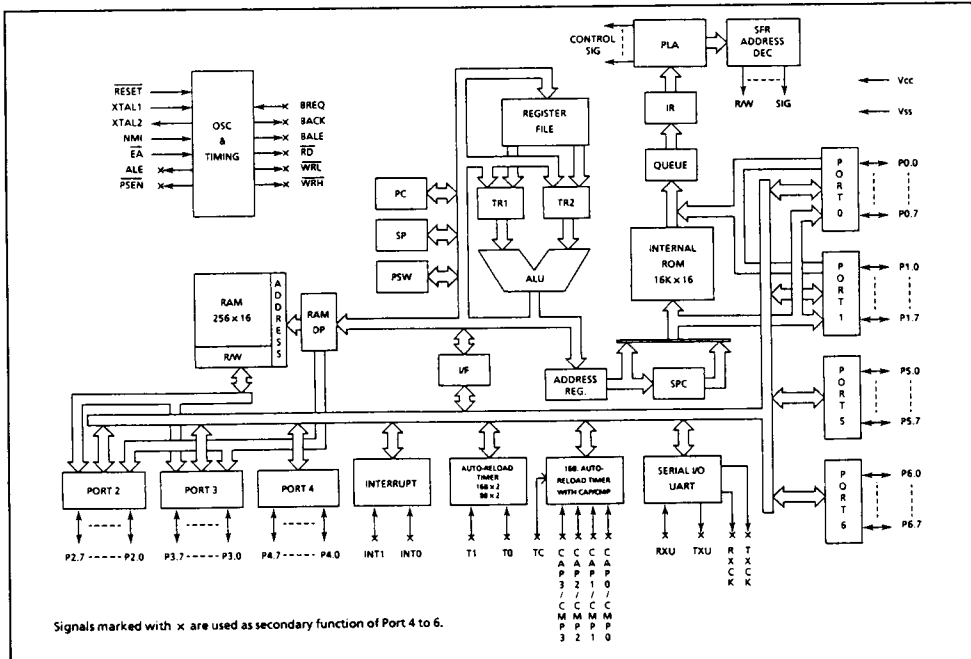 CONTROL
SIG
PLA
SFR
ADDRESS
DEC
R/W
SIG
Vcc
Vss
RESET
XTAL1
XTAL2
NMI
EA
ALE
PSEN
OSC
&
TIMING
BREQ
BACK
BALE
RD
WRL
WRH
REGISTER
FILE
IR
QUEUE
PC
SP
PSW
TR1
TR2
ALU
INTERNAL
ROM
16K x 16
PORT 0
P0.0
P0.7
PORT 1
P1.0
P1.7
RAM
256 x 16
R/W
ADDRESS
RAM
DP
I/F
ADDRESS
REG.
SPC
PORT 5
P5.0
P5.7
PORT 6
P6.0
P6.7
PORT 2
PORT 3
PORT 4
INTERRUPT
AUTO-RELOAD
TIMER
16B x 2
8B x 2
16B. AUTO-
RELOAD TIMER
WITH CAP/CMP
SERIAL I/O
UART
P2.7 ------ P2.0
P3.7 ------ P3.0
P4.7 ------ P4.0
INT1
INT0
T1
T0
TC
CAP3/CMP3
CAP2/CMP2
CAP1/CMP1
CAP0/CMP0
RXU
TXU
RXCK
TXCK
Signals marked with x are used as secondary function of Port 4 to 6.